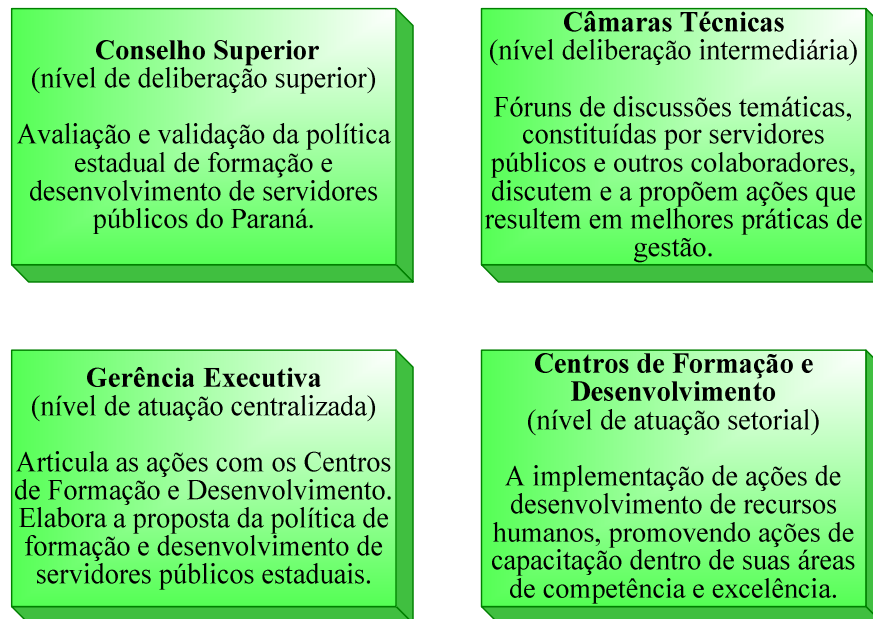 Conselho Superior
(nível de deliberação superior)
Avaliação e validação da política
estadual de formação e
desenvolvimento de servidores
públicos do Paraná.
Câmaras Técnicas
(nível deliberação intermediária)
Fóruns de discussões temáticas,
constituídas por servidores
públicos e outros colaboradores,
discutem e a propõem ações que
resultem em melhores práticas de
gestão.
Gerência Executiva
(nível de atuação centralizada)
Articula as ações com os Centros
de Formação e Desenvolvimento.
Elabora a proposta da política de
formação e desenvolvimento de
servidores públicos estaduais.
Centros de Formação e
Desenvolvimento
(nível de atuação setorial)
A implementação de ações de
desenvolvimento de recursos
humanos, promovendo ações de
capacitação dentro de suas áreas
de competência e excelência.